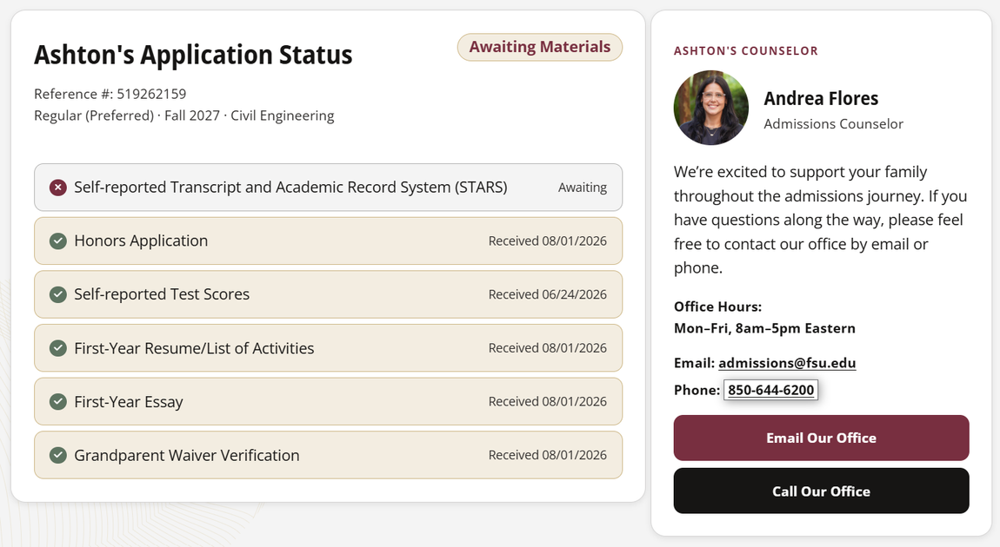 Ashton's Application Status
Awaiting Materials
Reference #: 519262159
Regular (Preferred) · Fall 2027 · Civil Engineering
Self-reported Transcript and Academic Record System (STARS)
Awaiting
Honors Application
Received 08/01/2026
Self-reported Test Scores
Received 06/24/2026
First-Year Resume/List of Activities
Received 08/01/2026
First-Year Essay
Received 08/01/2026
Grandparent Waiver Verification
Received 08/01/2026
ASHTON'S COUNSELOR
Andrea Flores
Admissions Counselor
We’re excited to support your family
throughout the admissions journey. If you
have questions along the way, please feel
free to contact our office by email or
phone.
Office Hours:
Mon–Fri, 8am–5pm Eastern
Email: admissions@fsu.edu
Phone: 850-644-6200
Email Our Office
Call Our Office